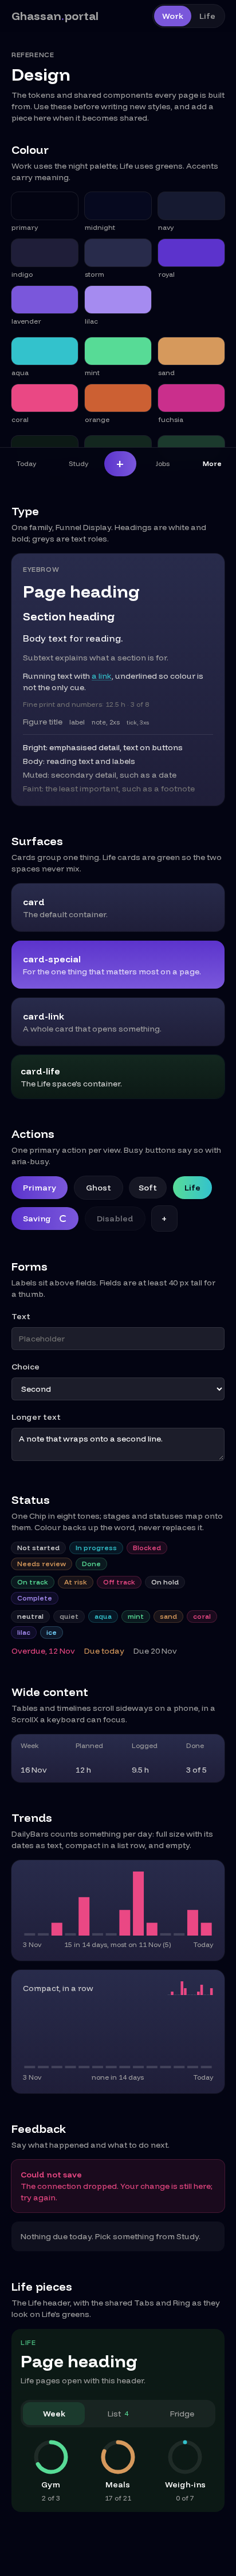 Ghassan.portal
Work
Life
REFERENCE
Design
The tokens and shared components every page is built
from. Use these before writing new styles, and add a
piece here when it becomes shared.
Colour
Work uses the night palette; Life uses greens. Accents
carry meaning.
primary
midnight
navy
indigo
storm
royal
lavender
lilac
aqua
mint
sand
coral
orange
fuchsia
Today
Study
+
Jobs
More
Type
One family, Funnel Display. Headings are white and
bold; greys are text roles.
EYEBROW
Page heading
Section heading
Body text for reading.
Subtext explains what a section is for.
Running text with a link, underlined so colour is
not the only cue.
Fine print and numbers: 12.5 h 3 of 8
Figure title label note, 2xs tick, 3xs
Bright: emphasised detail, text on buttons
Body: reading text and labels
Muted: secondary detail, such as a date
Faint: the least important, such as a footnote
Surfaces
Cards group one thing. Life cards are green so the two
spaces never mix.
card
The default container.
card-special
For the one thing that matters most on a page.
card-link
A whole card that opens something.
card-life
The Life space's container.
Actions
One primary action per view. Busy buttons say so with
aria-busy.
Primary
Ghost
Soft
Life
Saving
Disabled
+
Forms
Labels sit above fields. Fields are at least 40 px tall for
a thumb.
Text
Placeholder
Choice
Second
Longer text
A note that wraps onto a second line.
Status
One Chip in eight tones; stages and statuses map onto
them. Colour backs up the word, never replaces it.
Not started In progress Blocked
Needs review Done
On track At risk Off track On hold
Complete
neutral quiet aqua mint sand coral
lilac ice
Overdue, 12 Nov Due today Due 20 Nov
Wide content
Tables and timelines scroll sideways on a phone, in a
ScrollX a keyboard can focus.
Week Planned Logged Done
16 Nov 12 h 9.5 h 3 of 5
Trends
DailyBars counts something per day: full size with its
dates as text, compact in a list row, and empty.
3 Nov 15 in 14 days, most on 11 Nov (5) Today
Compact, in a row
3 Nov none in 14 days Today
Feedback
Say what happened and what to do next.
Could not save
The connection dropped. Your change is still here;
try again.
Nothing due today. Pick something from Study.
Life pieces
The Life header, with the shared Tabs and Ring as they
look on Life's greens.
LIFE
Page heading
Life pages open with this header.
Week List 4 Fridge
Gym Meals Weigh-ins
2 of 3 17 of 21 0 of 7